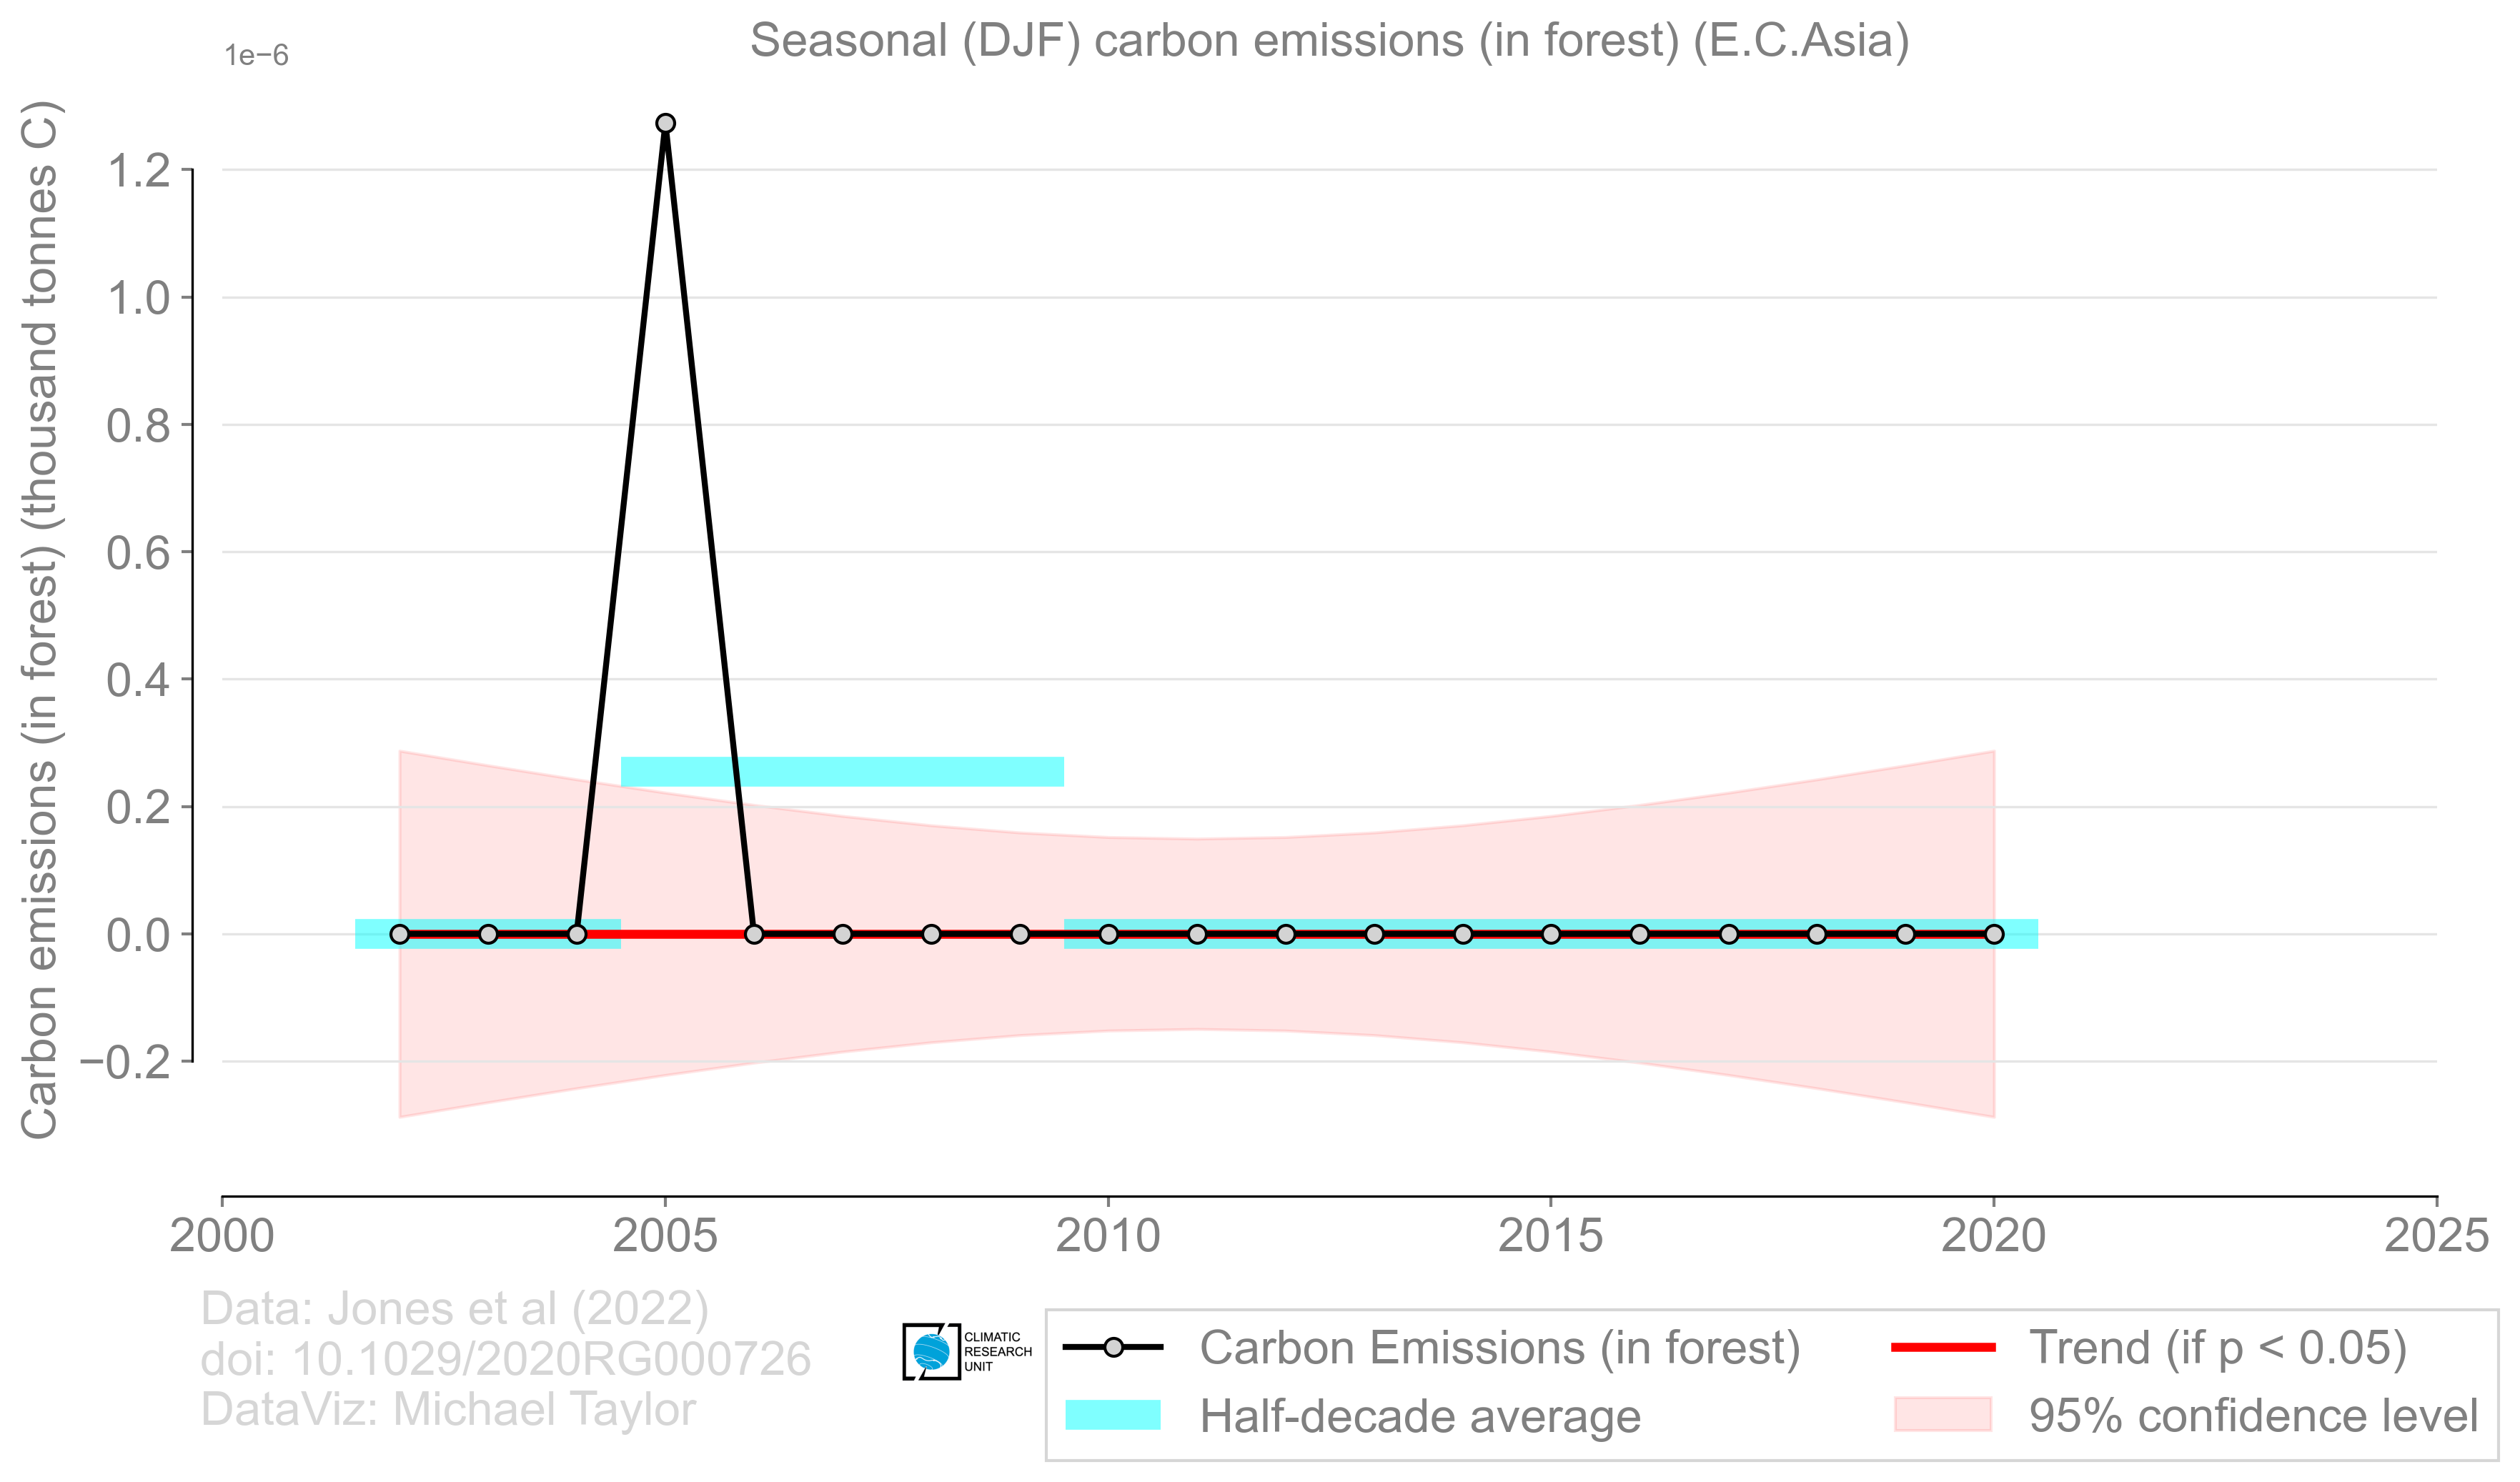 Seasonal (DJF) carbon emissions (in forest) (E.C.Asia)
1e−6
Carbon emissions (in forest) (thousand tonnes C)
1.2
1.0
0.8
0.6
0.4
0.2
0.0
−0.2
2000 2005 2010 2015 2020 2025
Data: Jones et al (2022)
doi: 10.1029/2020RG000726
DataViz: Michael Taylor
CLIMATIC
RESEARCH
UNIT
Carbon Emissions (in forest)
Half-decade average
Trend (if p < 0.05)
95% confidence level